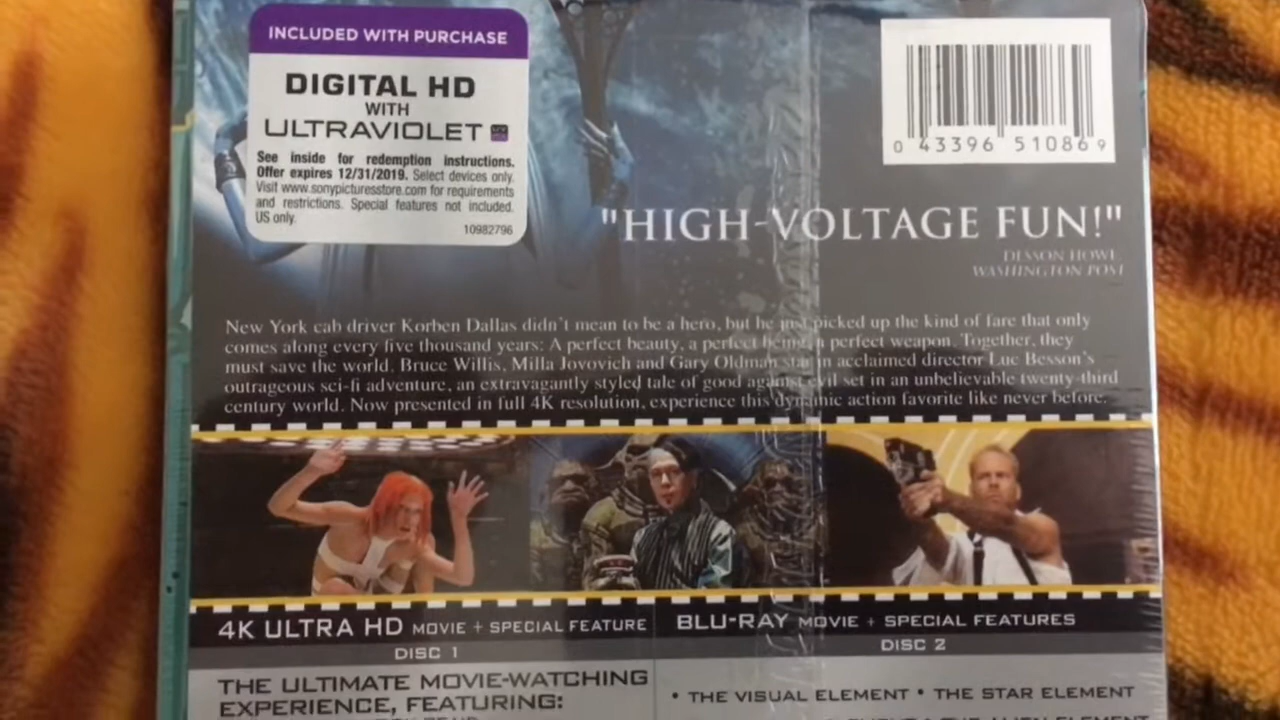 INCLUDED WITH PURCHASE
DIGITAL HD
WITH
ULTRAVIOLET
See inside for redemption instructions.
Offer expires 12/31/2019. Select devices only.
Visit www.sonypicturesstore.com for requirements
and restrictions. Special features not included.
US only.
10982796
0 43396 51086 9
"HIGH-VOLTAGE FUN!"
DESSON HOWE,
WASHINGTON POST
New York cab driver Korben Dallas didn't mean to be a hero, but he just picked up the kind of fare that only
comes along every five thousand years: A perfect beauty, a perfect being, a perfect weapon. Together, they
must save the world. Bruce Willis, Milla Jovovich and Gary Oldman star in acclaimed director Luc Besson's
outrageous sci-fi adventure, an extravagantly styled tale of good against evil set in an unbelievable twenty-third
century world. Now presented in full 4K resolution, experience this dynamic action favorite like never before.
4K ULTRA HD MOVIE + SPECIAL FEATURE
DISC 1
BLU-RAY MOVIE + SPECIAL FEATURES
DISC 2
THE ULTIMATE MOVIE-WATCHING
EXPERIENCE, FEATURING:
• THE VISUAL ELEMENT • THE STAR ELEMENT